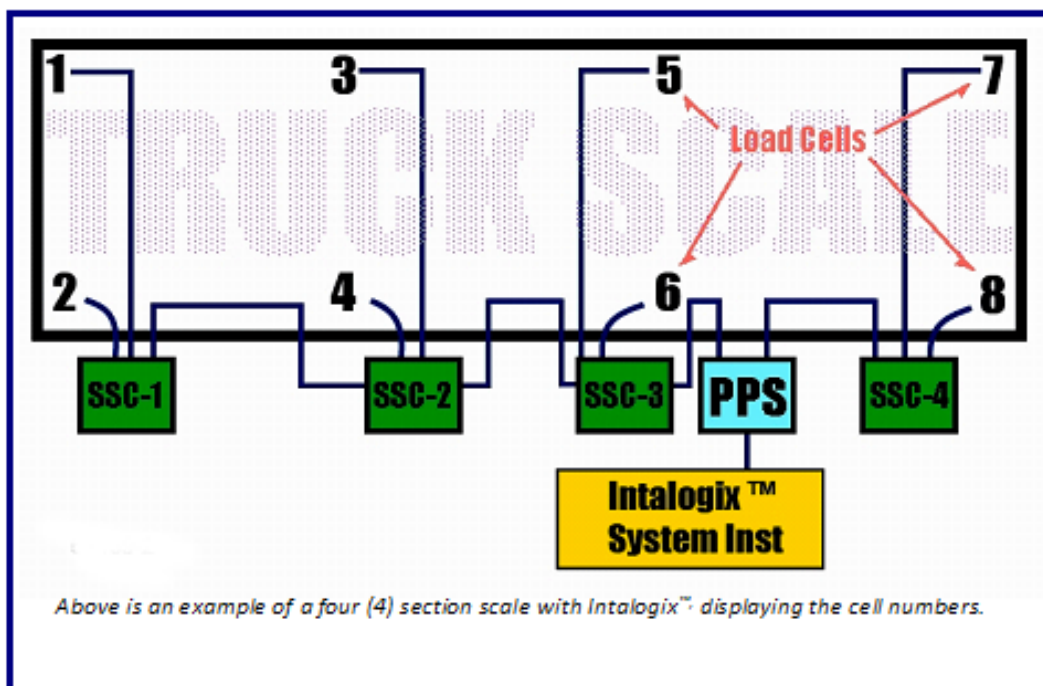 1 3 5 7
TRUCK SCALE
Load Cells
2 4 6 8
SSC-1 SSC-2 SSC-3 PPS SSC-4
Intalogix ™
System Inst
Above is an example of a four (4) section scale with Intalogix™, displaying the cell numbers.